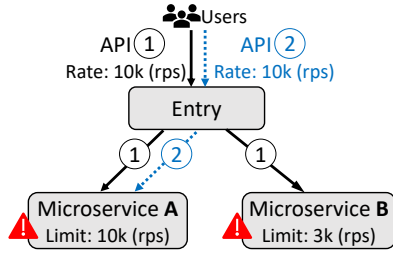 Users
API 1
API 2
Rate: 10k (rps)
Rate: 10k (rps)
Entry
1
2
1
Microservice A
Limit: 10k (rps)
Microservice B
Limit: 3k (rps)